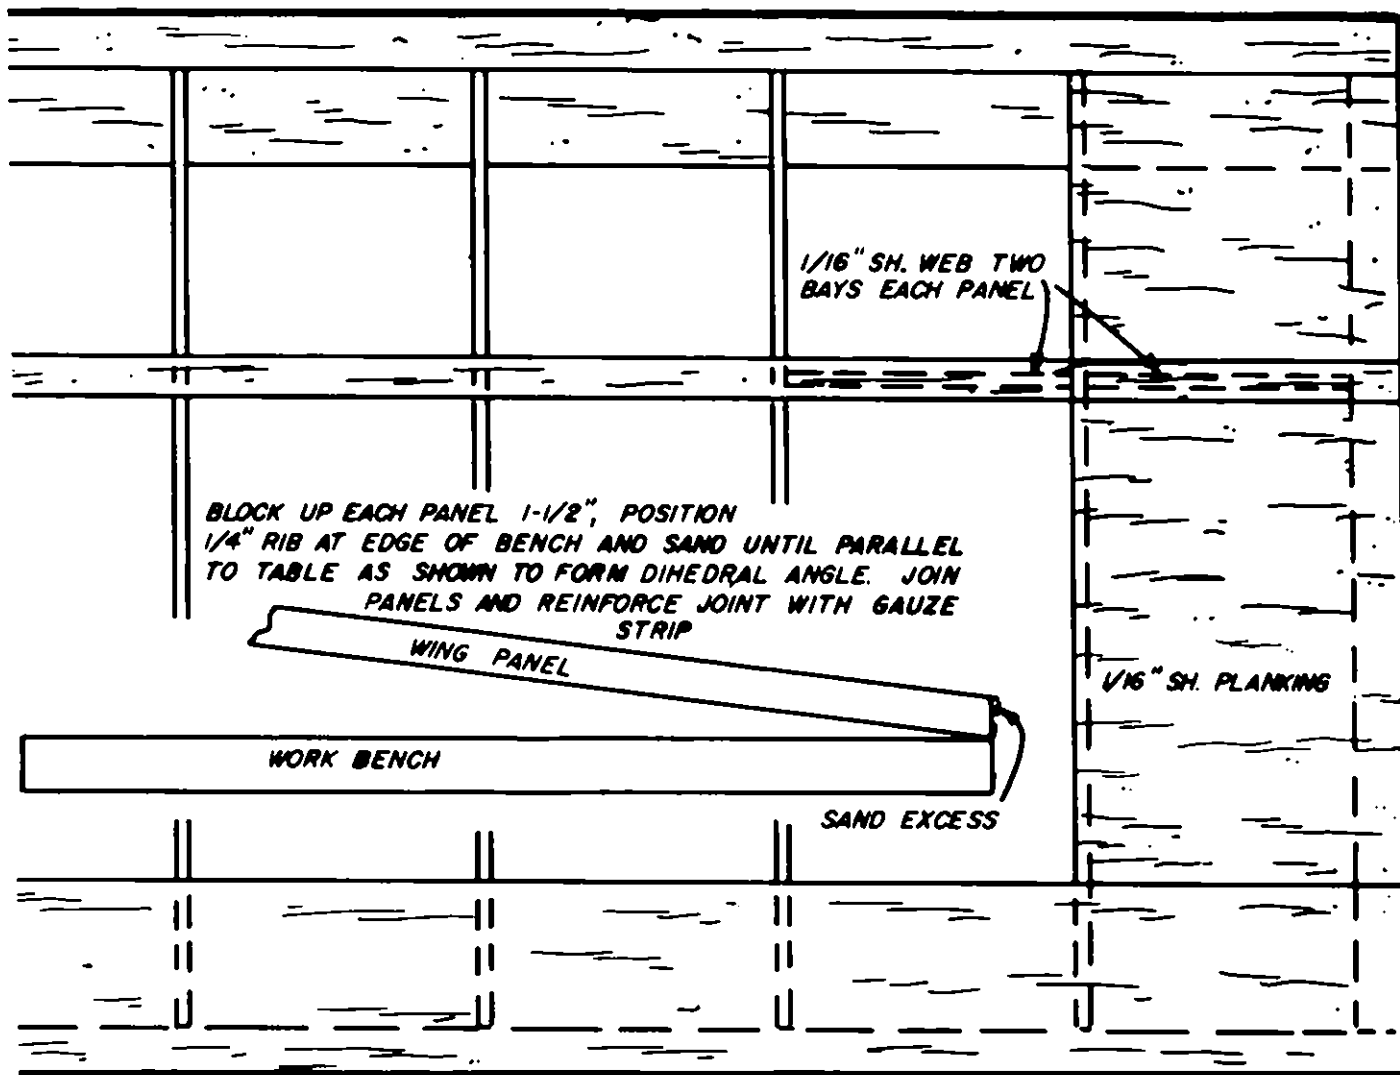 1/16" SH. WEB TWO
BAYS EACH PANEL
BLOCK UP EACH PANEL 1-1/2", POSITION
1/4" RIB AT EDGE OF BENCH AND SAND UNTIL PARALLEL
TO TABLE AS SHOWN TO FORM DIHEDRAL ANGLE. JOIN
PANELS AND REINFORCE JOINT WITH GAUZE
STRIP
WING PANEL
1/16" SH. PLANKING
WORK BENCH
SAND EXCESS